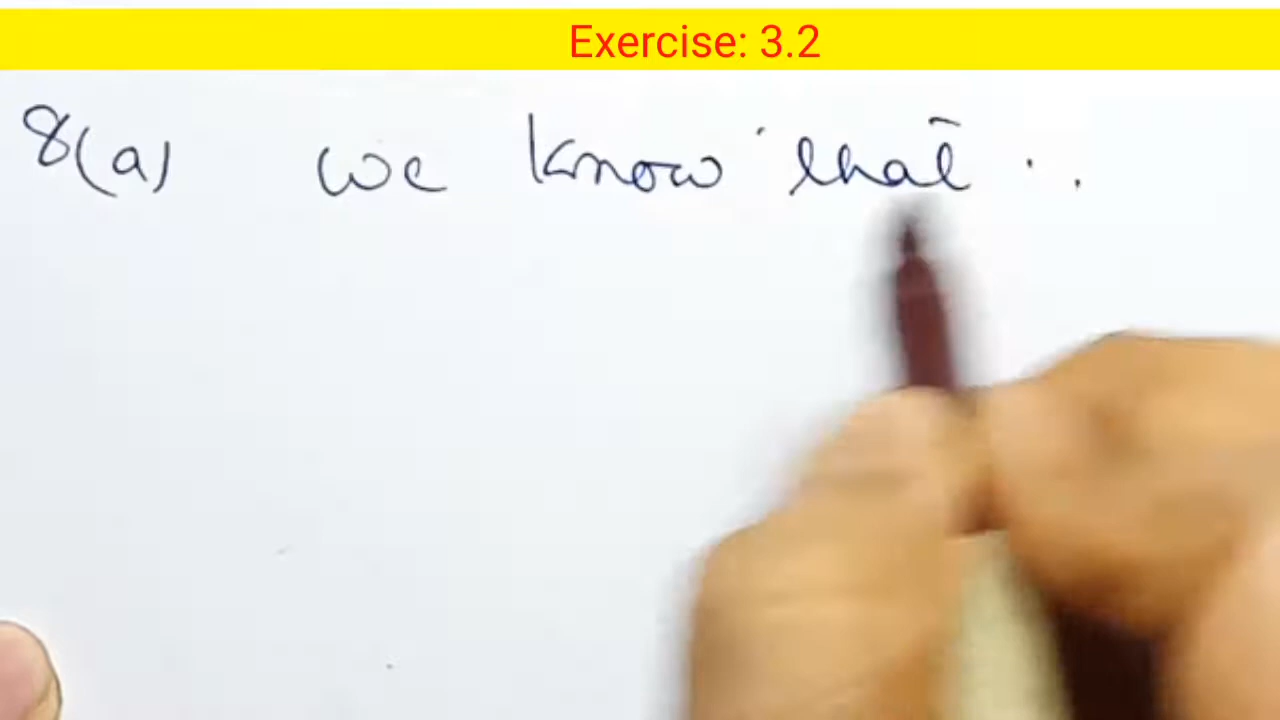 Exercise: 3.2
8(a) we know that . .